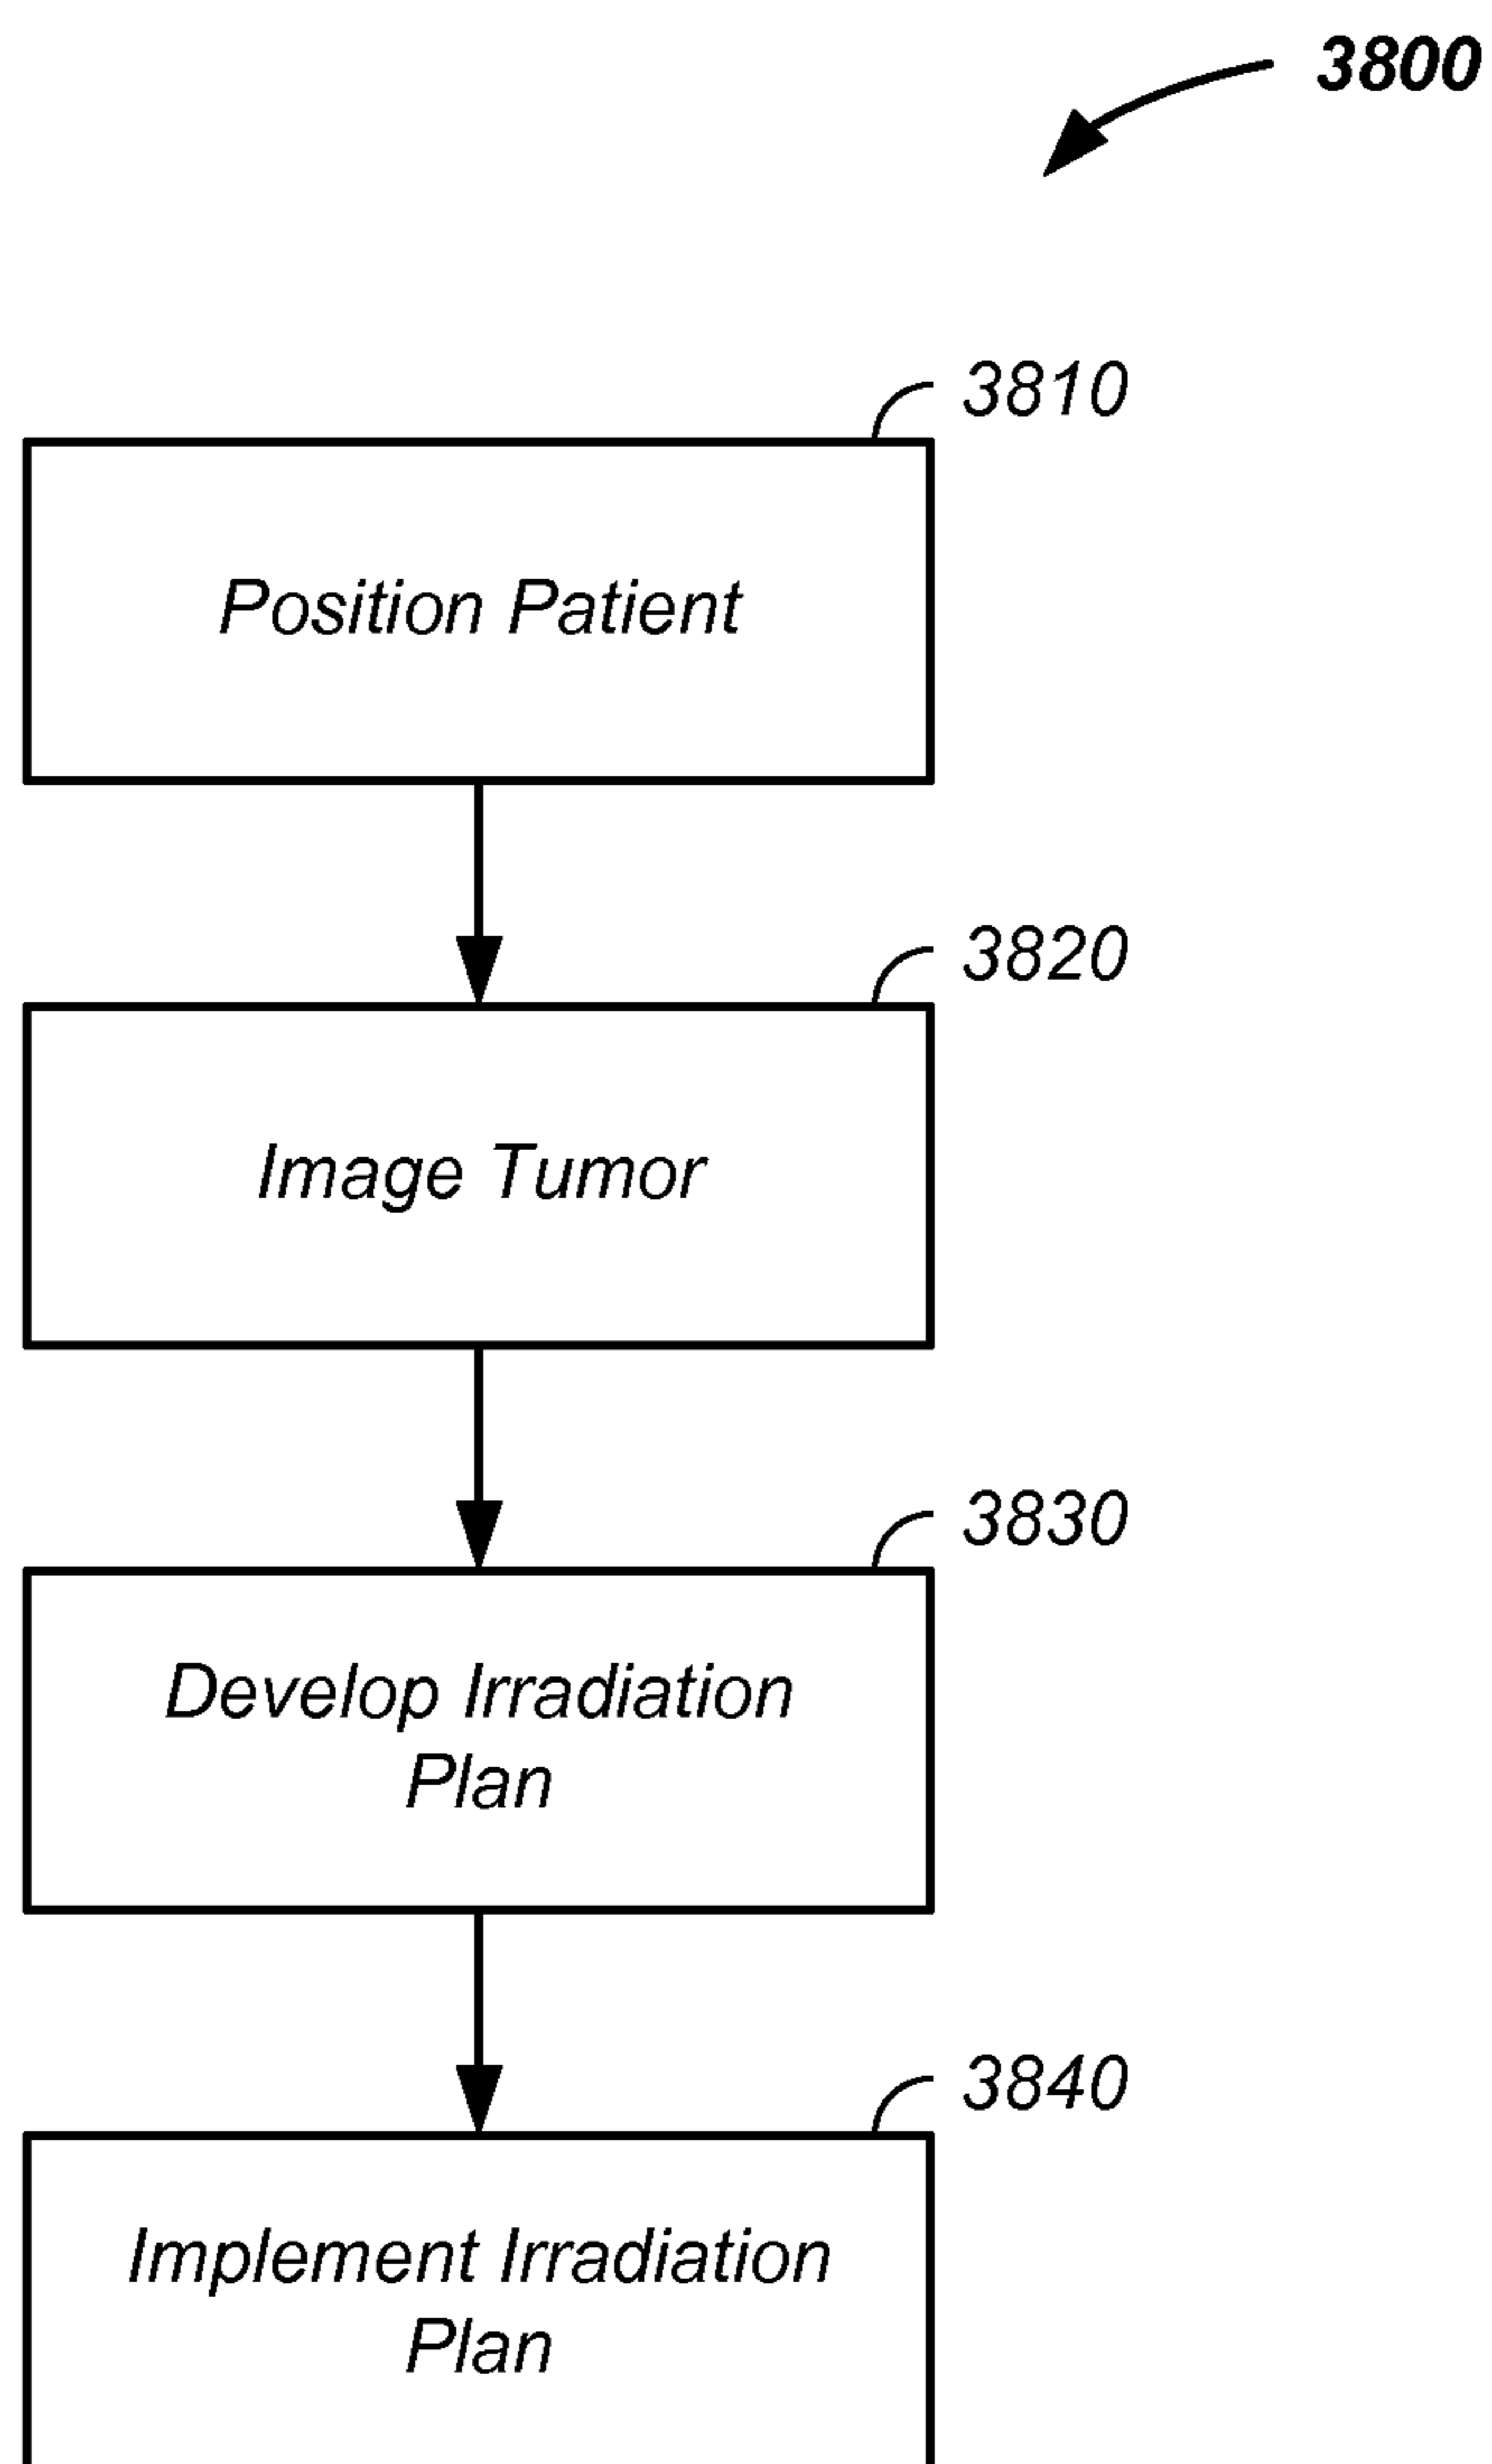 3800
3810
Position Patient
3820
Image Tumor
3830
Develop Irradiation
Plan
3840
Implement Irradiation
Plan